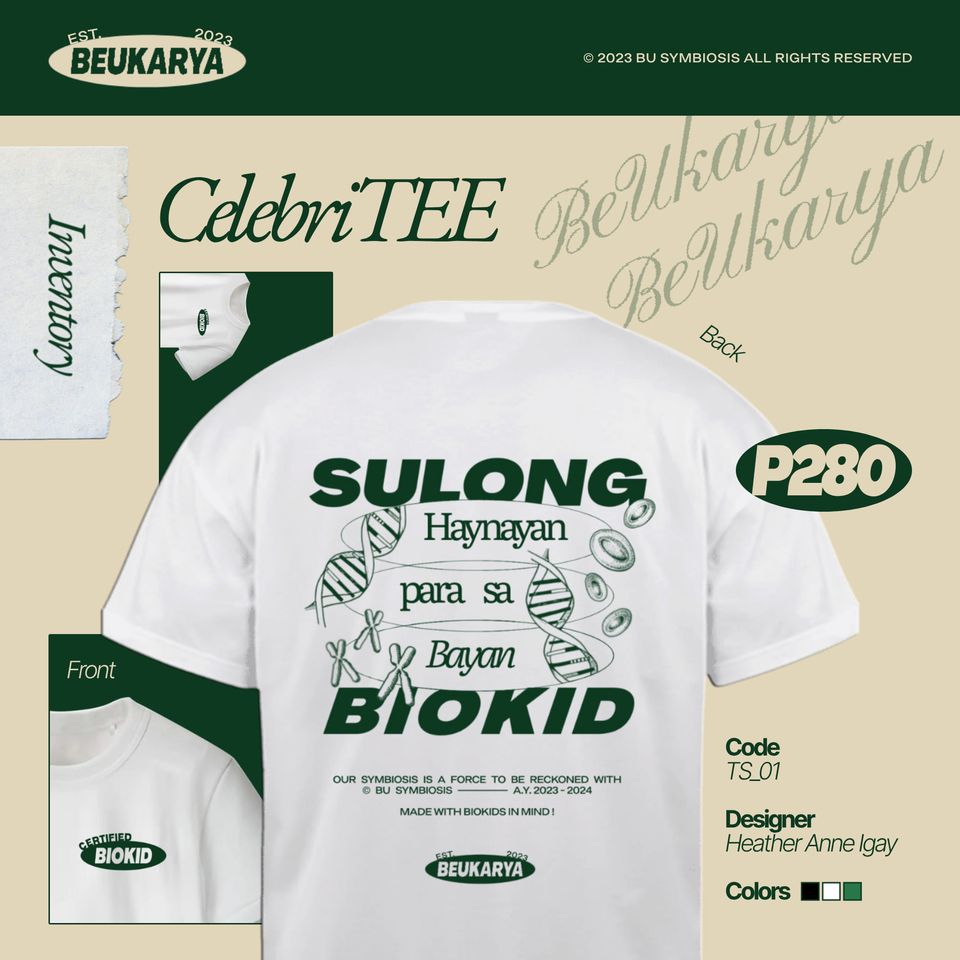 EST. 2023
BEUKARYA
© 2023 BU SYMBIOSIS ALL RIGHTS RESERVED
BeUkarya
BeUkarya
Inventory
CelebriTEE
BIOKID
Back
P280
SULONG
Haynayan
para sa
Bayan
BIOKID
OUR SYMBIOSIS IS A FORCE TO BE RECKONED WITH
© BU SYMBIOSIS ——— A.Y. 2023 - 2024
MADE WITH BIOKIDS IN MIND !
EST. 2023
BEUKARYA
Front
CERTIFIED
BIOKID
Code
TS_01
Designer
Heather Anne Igay
Colors